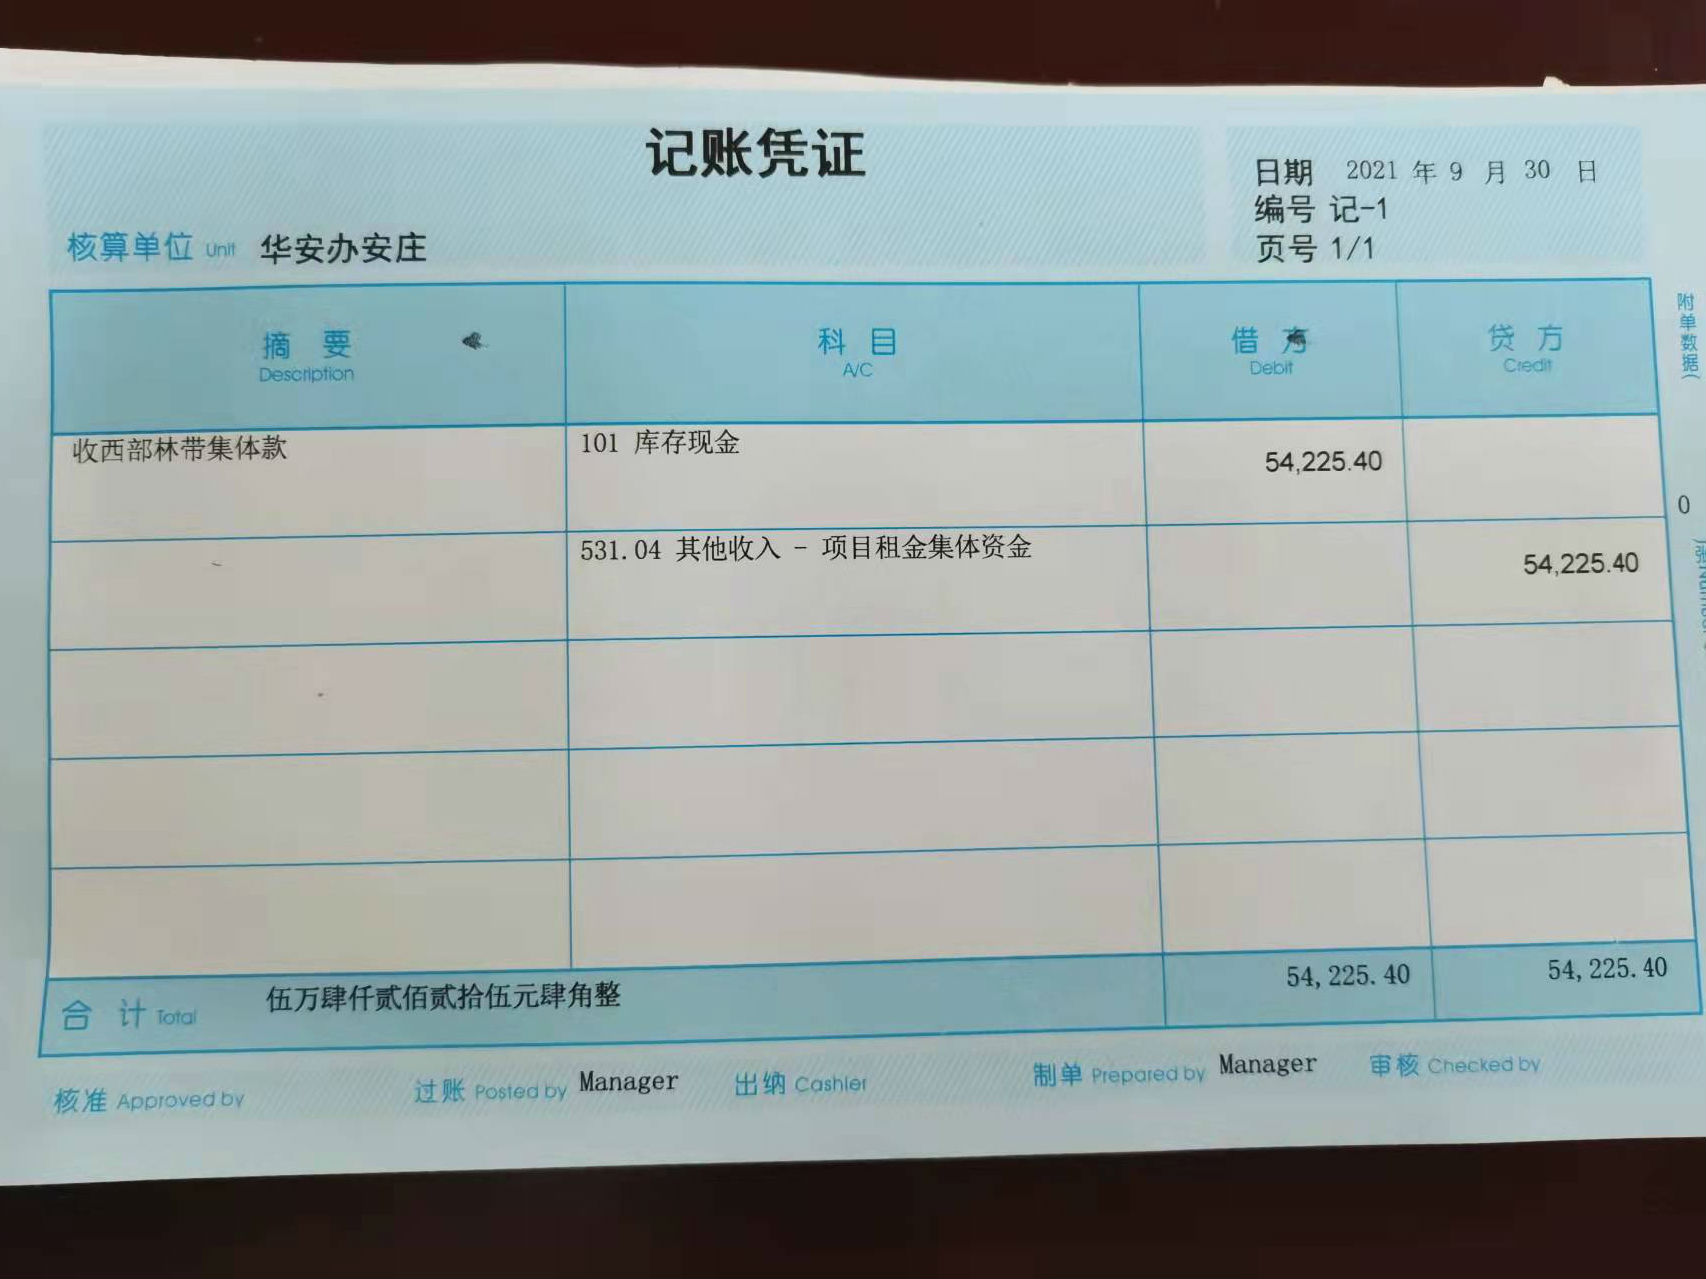 记账凭证
日期 2021 年 9 月 30 日
编号 记-1
页号 1/1
核算单位 Unit 华安办安庄
摘 要 科 目 借 方 贷 方
Description A/C Debit Credit
附单数据(
收西部林带集体款 101 库存现金 54,225.40
0
531.04 其他收入 - 项目租金集体资金 54,225.40
合 计 Total 伍万肆仟贰佰贰拾伍元肆角整 54,225.40 54,225.40
核准 Approved by 过账 Posted by Manager 出纳 Cashier 制单 Prepared by Manager 审核 Checked by